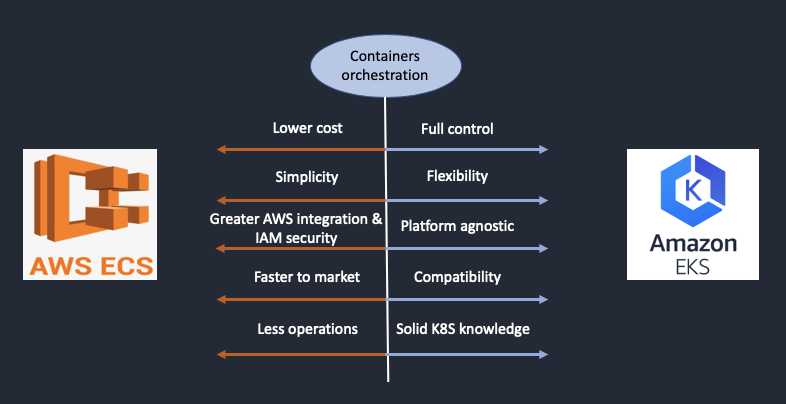 Containers
orchestration
Lower cost
Full control
Simplicity
Flexibility
Greater AWS integration &
IAM security
Platform agnostic
Faster to market
Compatibility
Less operations
Solid K8S knowledge
AWS ECS
K
Amazon
EKS